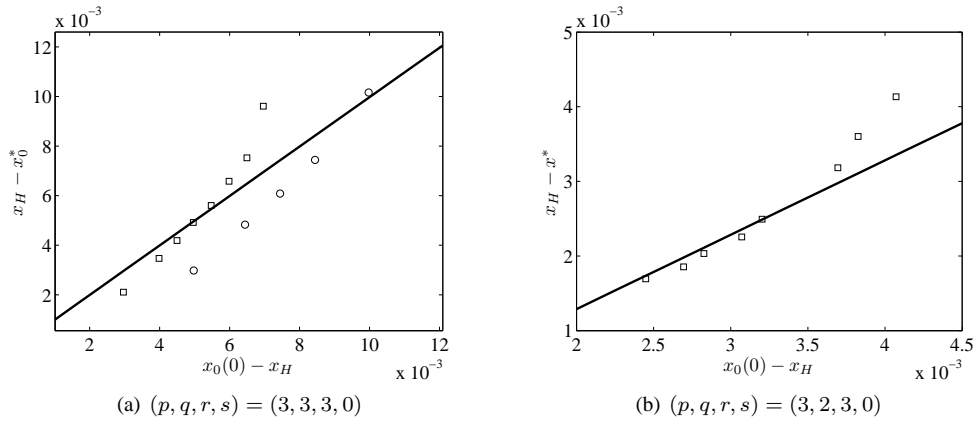 x 10⁻³
12
10
8
6
4
2
x_H − x_0^*
2 4 6 8 10 12
x_0(0) − x_H
x 10⁻³
(a) (p, q, r, s) = (3, 3, 3, 0)
x 10⁻³
5
4
3
2
1
x_H − x^*
2 2.5 3 3.5 4 4.5
x_0(0) − x_H
x 10⁻³
(b) (p, q, r, s) = (3, 2, 3, 0)